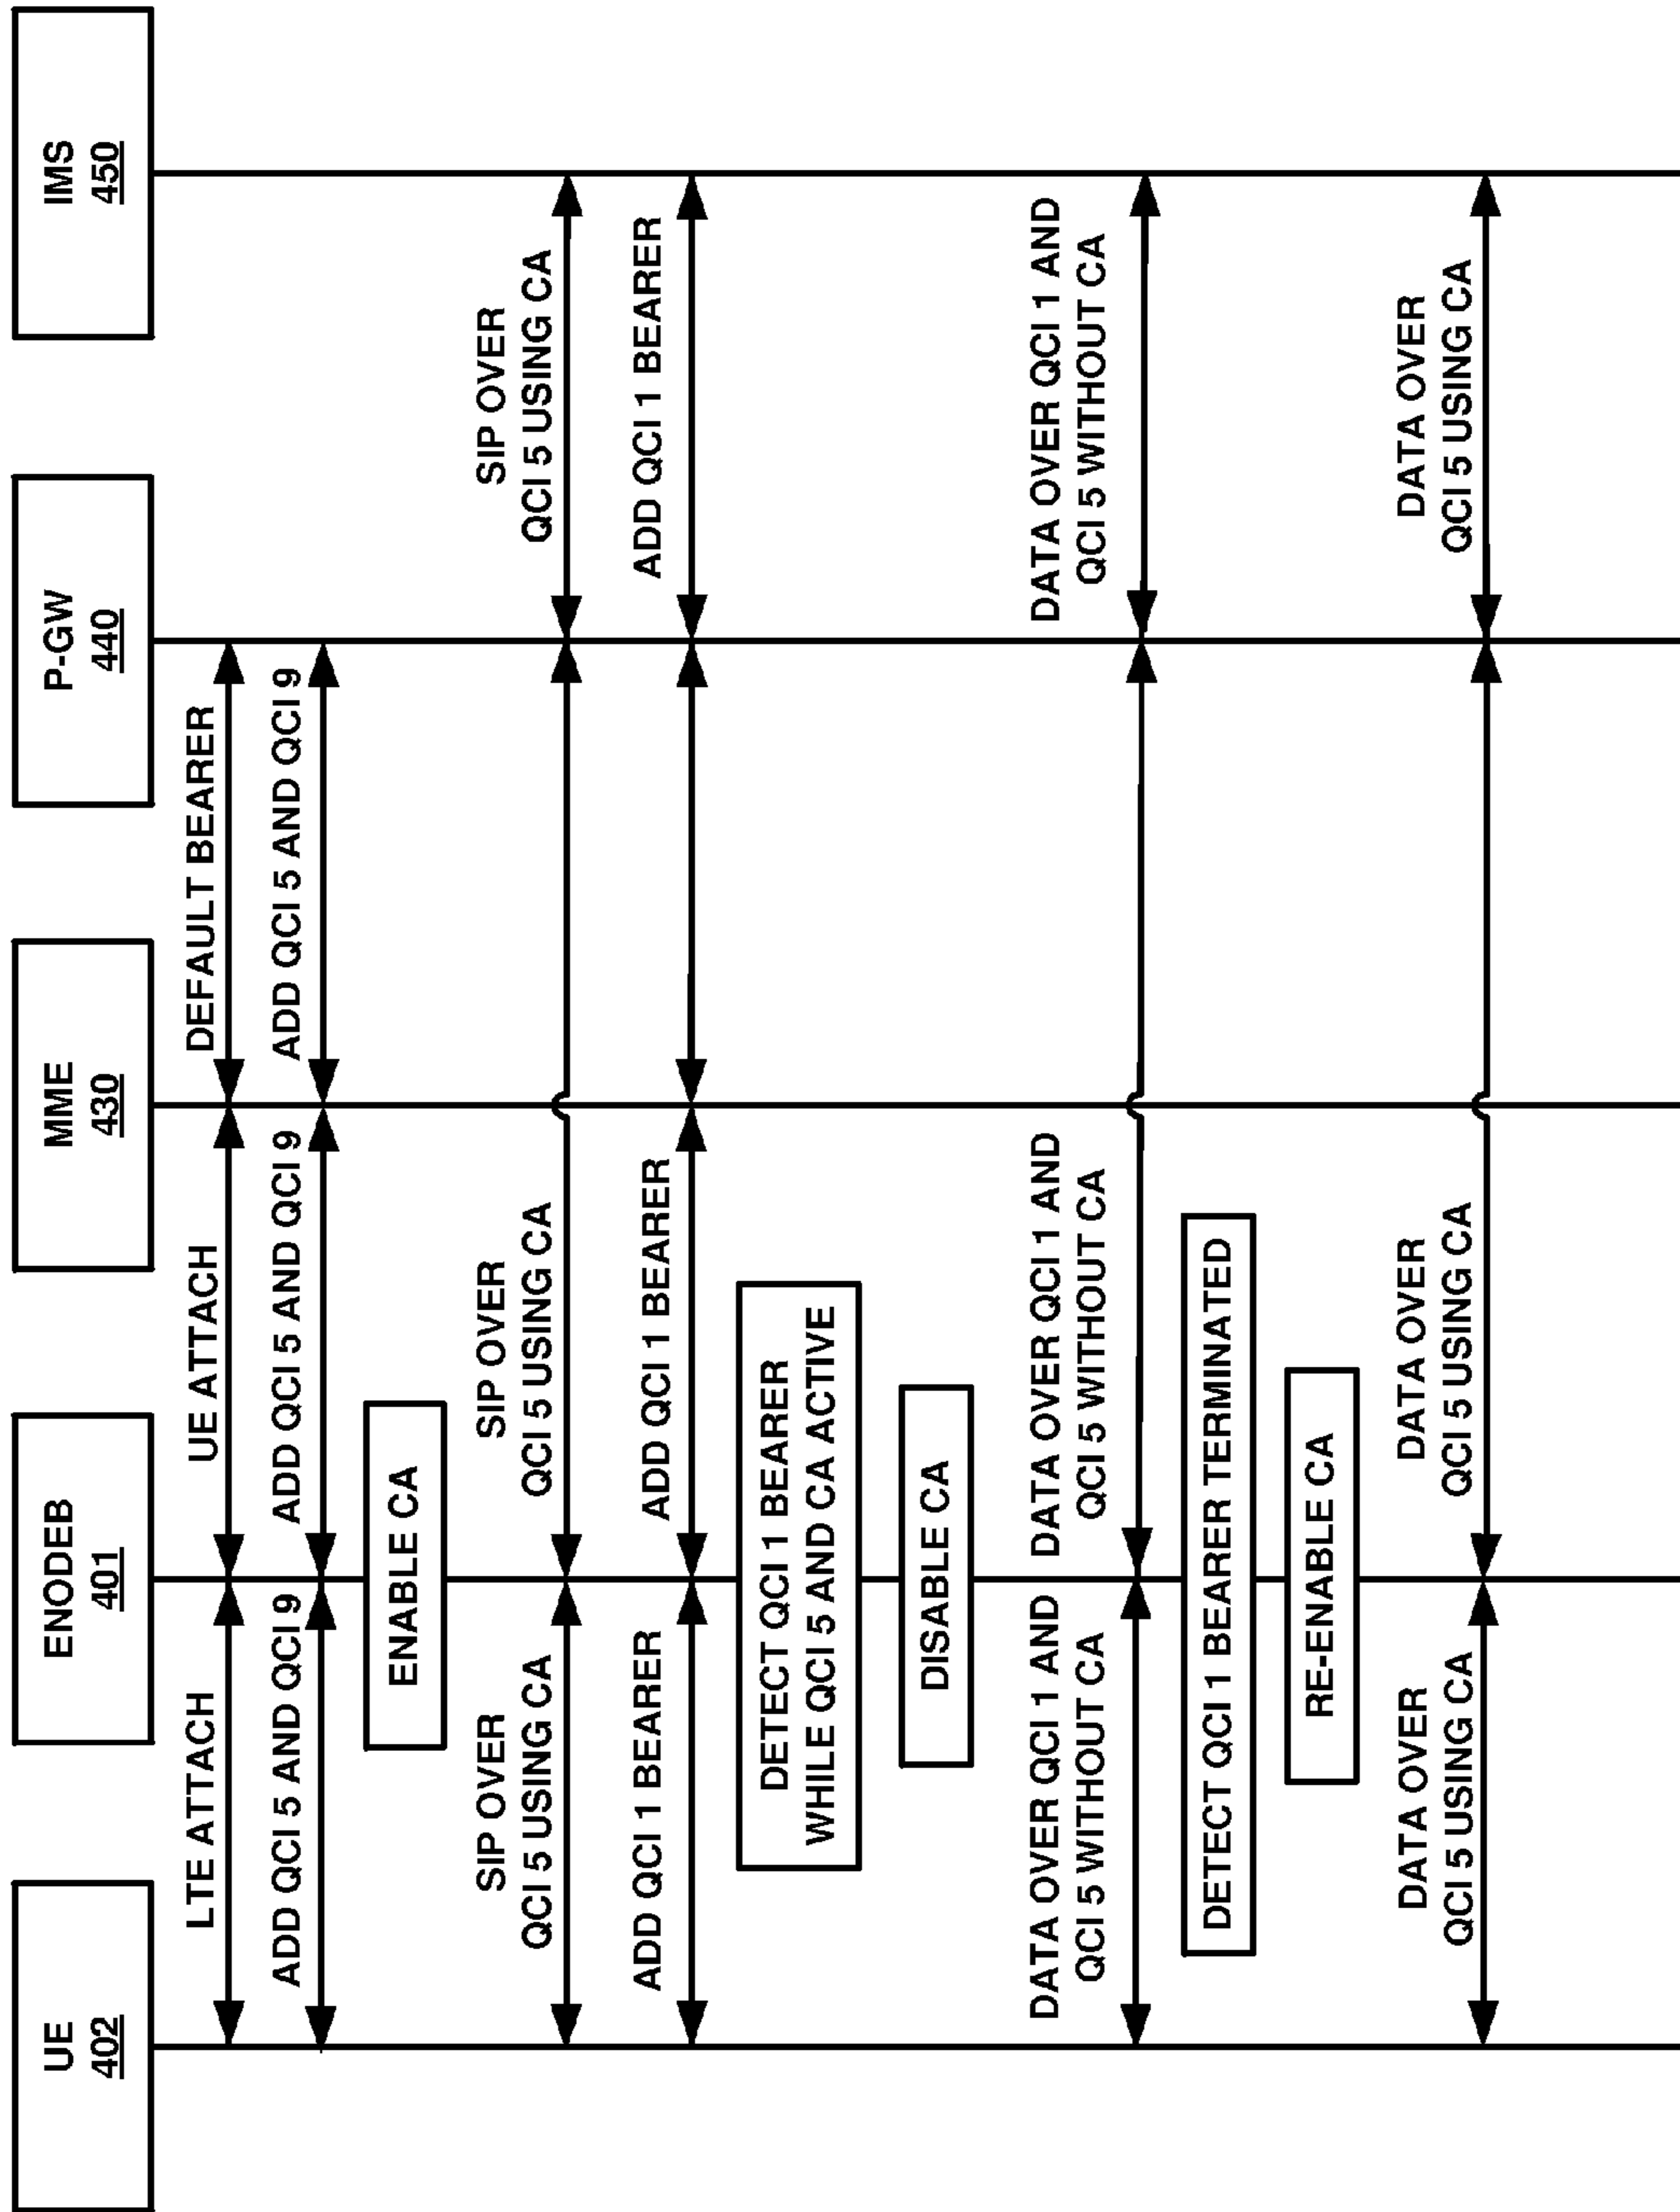 UE
402
ENODEB
401
MME
430
P-GW
440
IMS
450
LTE ATTACH
UE ATTACH
DEFAULT BEARER
ADD QCI 5 AND QCI 9
ADD QCI 5 AND QCI 9
ADD QCI 5 AND QCI 9
ENABLE CA
SIP OVER
QCI 5 USING CA
SIP OVER
QCI 5 USING CA
SIP OVER
QCI 5 USING CA
ADD QCI 1 BEARER
ADD QCI 1 BEARER
ADD QCI 1 BEARER
DETECT QCI 1 BEARER
WHILE QCI 5 AND CA ACTIVE
DISABLE CA
DATA OVER QCI 1 AND
QCI 5 WITHOUT CA
DATA OVER QCI 1 AND
QCI 5 WITHOUT CA
DATA OVER QCI 1 AND
QCI 5 WITHOUT CA
DETECT QCI 1 BEARER TERMINATED
RE-ENABLE CA
DATA OVER
QCI 5 USING CA
DATA OVER
QCI 5 USING CA
DATA OVER
QCI 5 USING CA